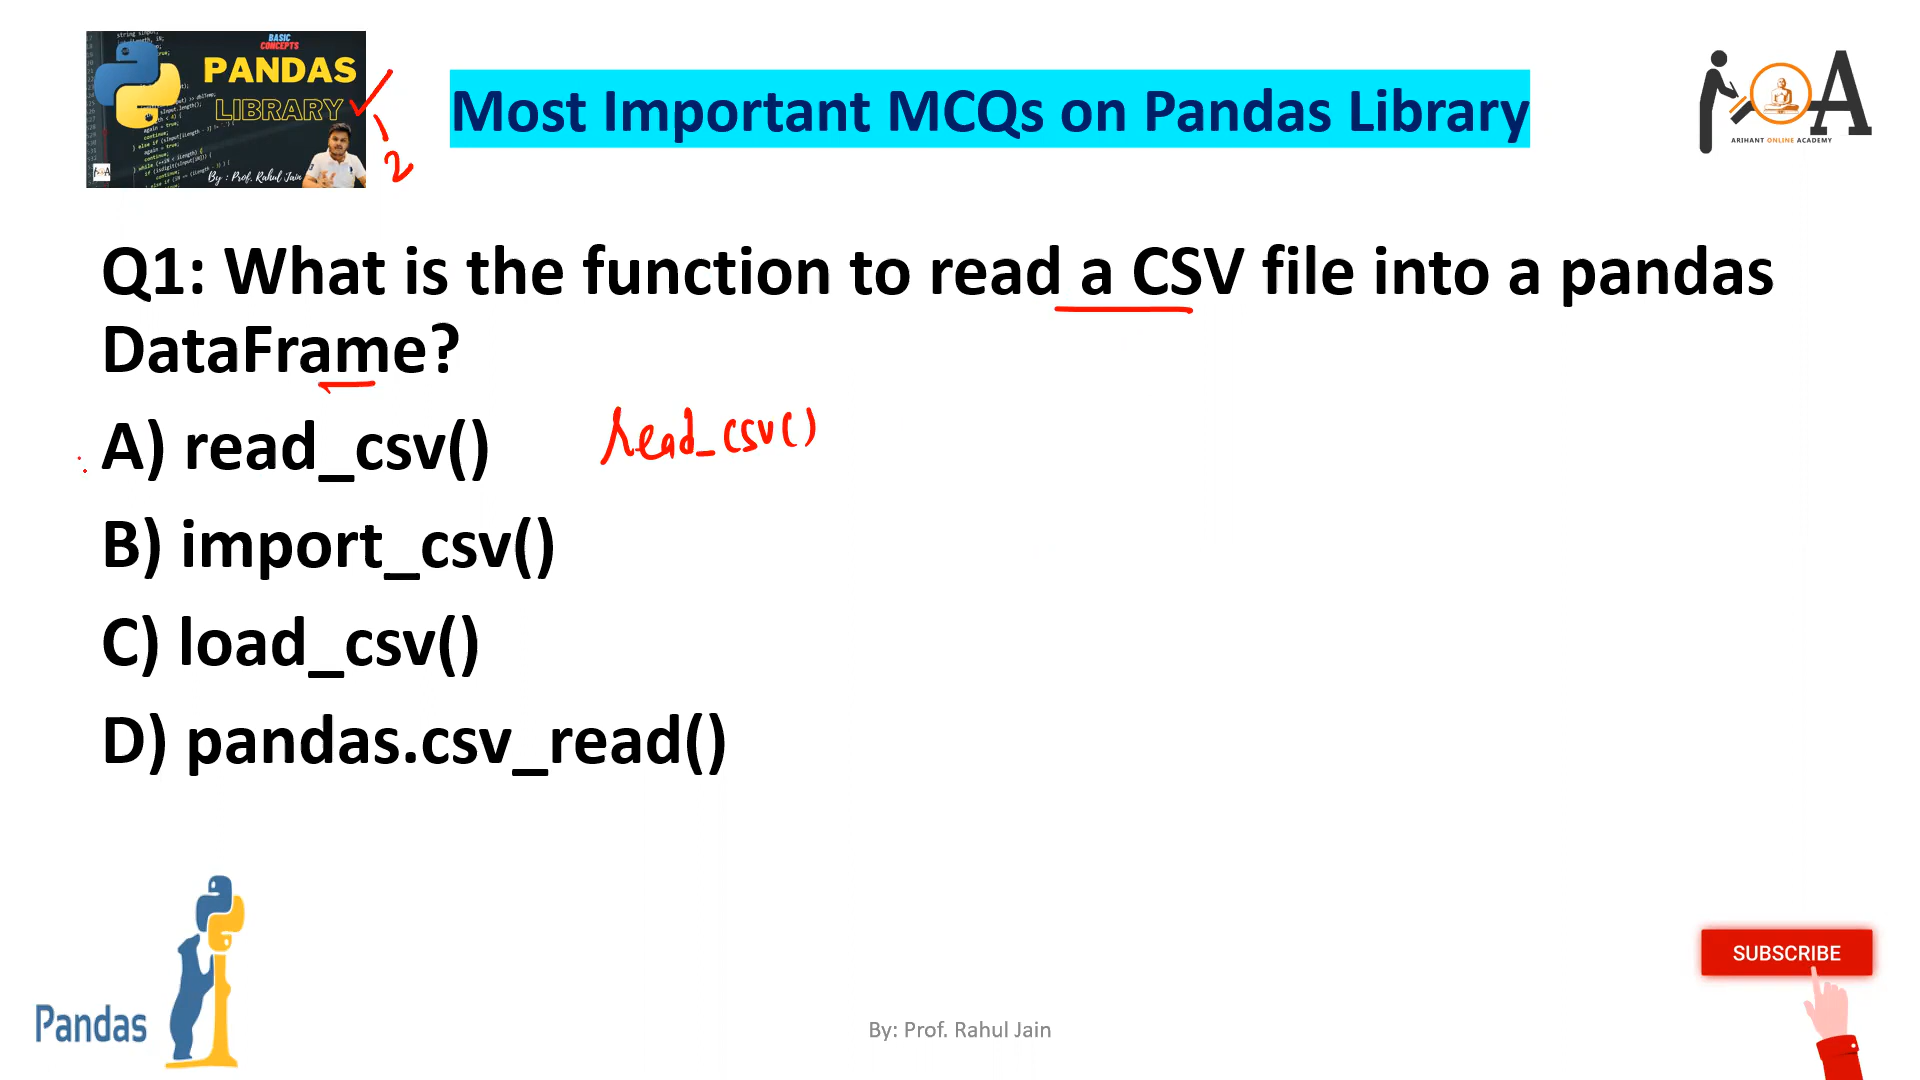 BASIC
CONCEPTS
PANDAS
LIBRARY
By : Prof. Rahul Jain
2
Most Important MCQs on Pandas Library
A
ARIHANT ONLINE ACADEMY
Q1: What is the function to read a CSV file into a pandas
DataFrame?
A) read_csv()
read_csv()
B) import_csv()
C) load_csv()
D) pandas.csv_read()
Pandas
By: Prof. Rahul Jain
SUBSCRIBE